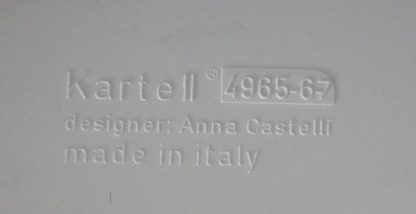 Kartell® 4965-67
designer: Anna Castelli
made in italy